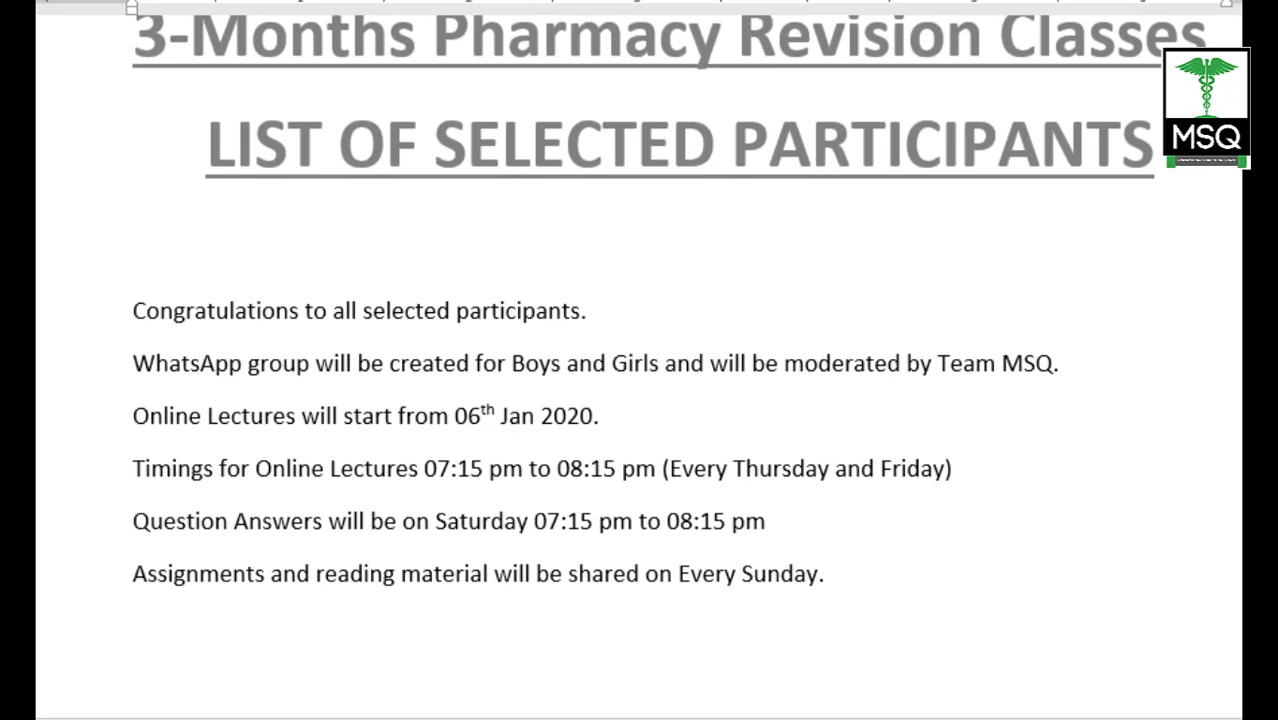 3-Months Pharmacy Revision Classes
LIST OF SELECTED PARTICIPANTS
MSQ
Congratulations to all selected participants.
WhatsApp group will be created for Boys and Girls and will be moderated by Team MSQ.
Online Lectures will start from 06th Jan 2020.
Timings for Online Lectures 07:15 pm to 08:15 pm (Every Thursday and Friday)
Question Answers will be on Saturday 07:15 pm to 08:15 pm
Assignments and reading material will be shared on Every Sunday.